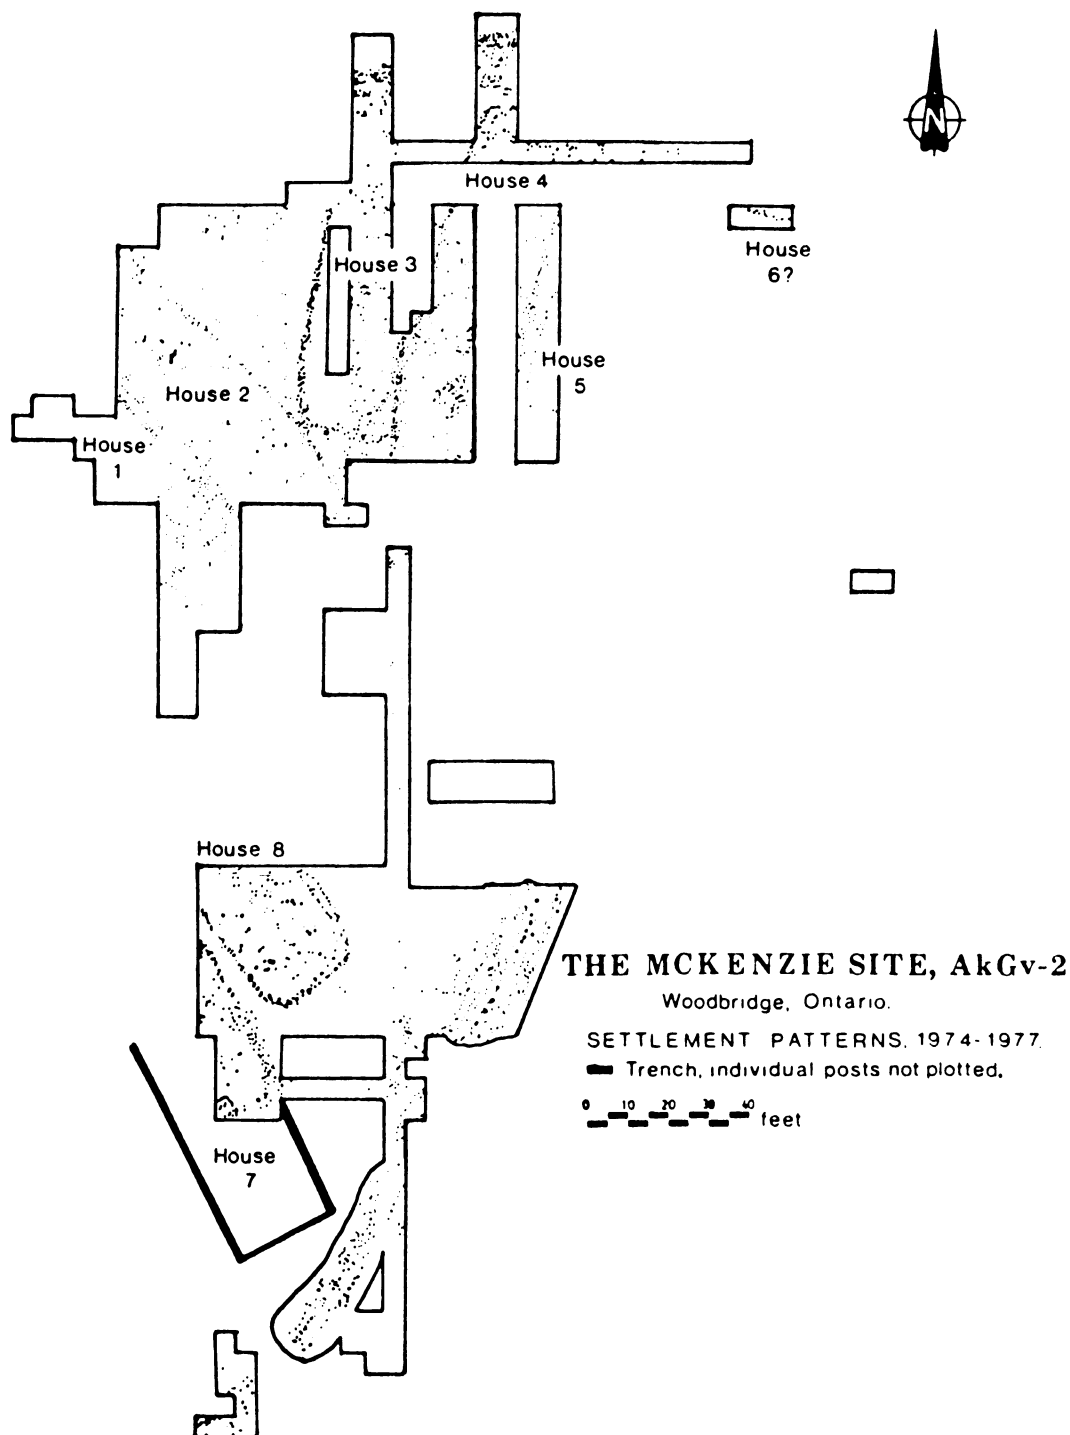 N
House 4
House
6?
House 3
House
5
House 2
House
1
House 8
THE MCKENZIE SITE, AkGv-2
Woodbridge, Ontario.
SETTLEMENT PATTERNS, 1974-1977.
Trench, individual posts not plotted.
0 10 20 30 40
feet
House
7